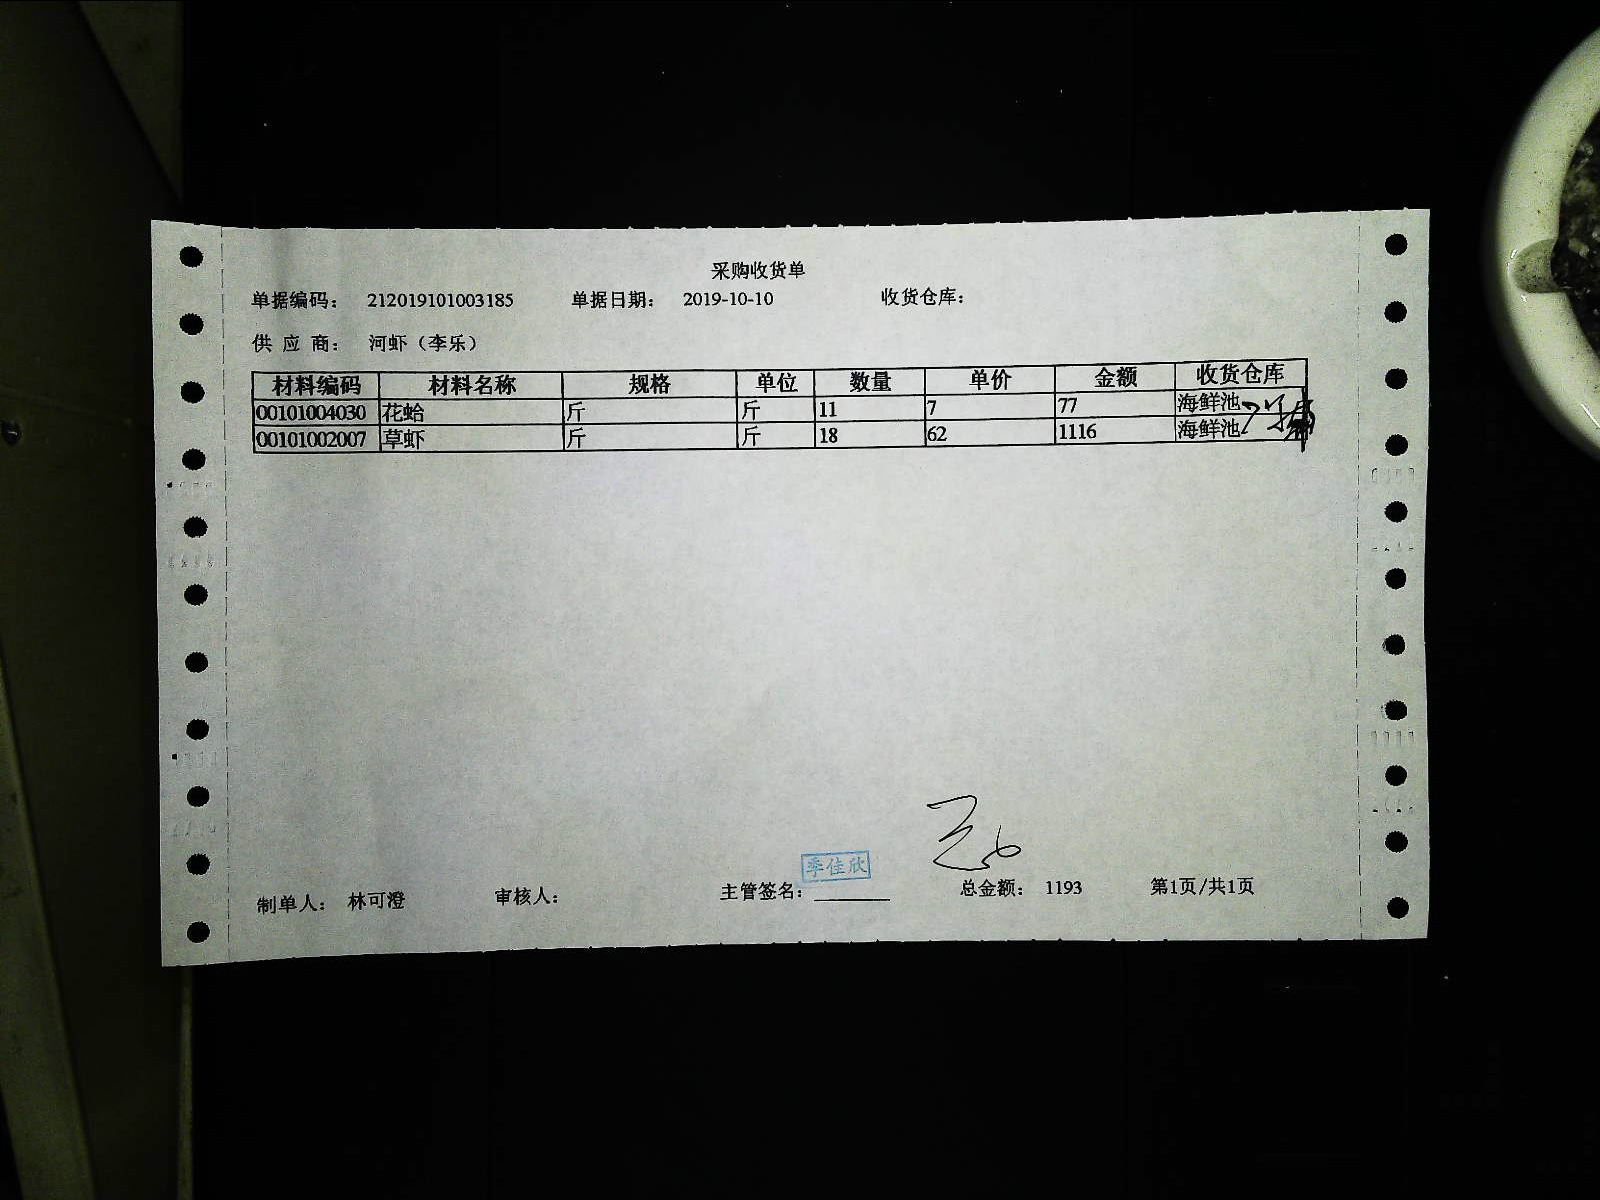 采购收货单
单据编码： 212019101003185 单据日期： 2019-10-10 收货仓库：
供 应 商： 河虾（李乐）
材料编码 材料名称 规格 单位 数量 单价 金额 收货仓库
00101004030 花蛤 斤 斤 11 7 77 海鲜池
00101002007 草虾 斤 斤 18 62 1116 海鲜池
季佳欣
制单人： 林可澄 审核人： 主管签名： 总金额： 1193 第1页/共1页